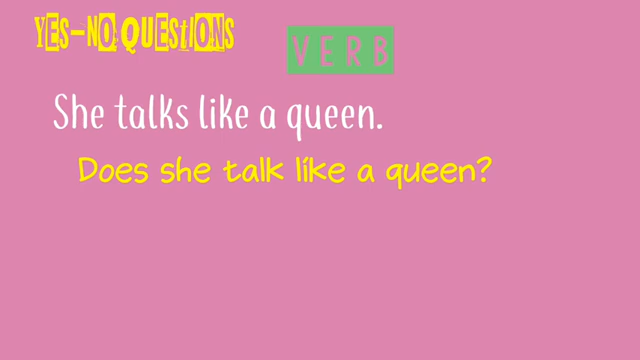 YES-NO QUESTIONS
VERB
She talks like a queen.
Does she talk like a queen?